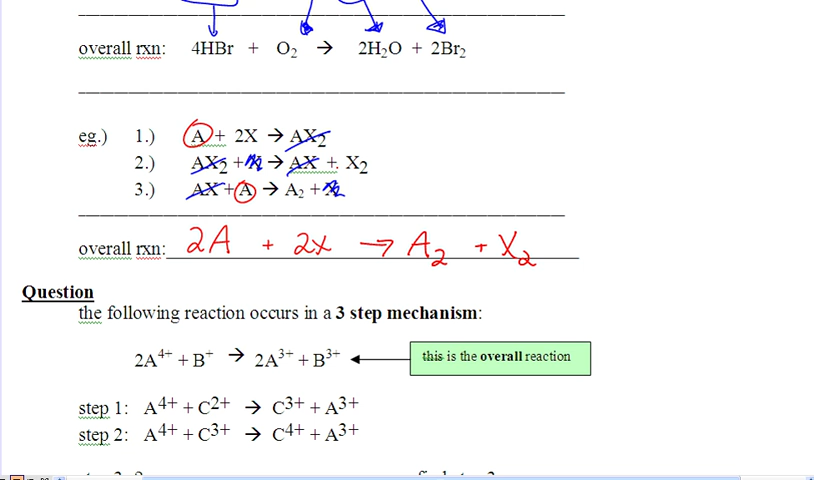 overall rxn: 4HBr + O₂ → 2H₂O + 2Br₂
eg.) 1.) A + 2X → AX₂
2.) AX₂ + X → AX + X₂
3.) AX + A → A₂ + X
overall rxn: 2A + 2X → A₂ + X₂
Question
the following reaction occurs in a 3 step mechanism:
2A⁴⁺ + B⁺ → 2A³⁺ + B³⁺ this is the overall reaction
step 1: A⁴⁺ + C²⁺ → C³⁺ + A³⁺
step 2: A⁴⁺ + C³⁺ → C⁴⁺ + A³⁺